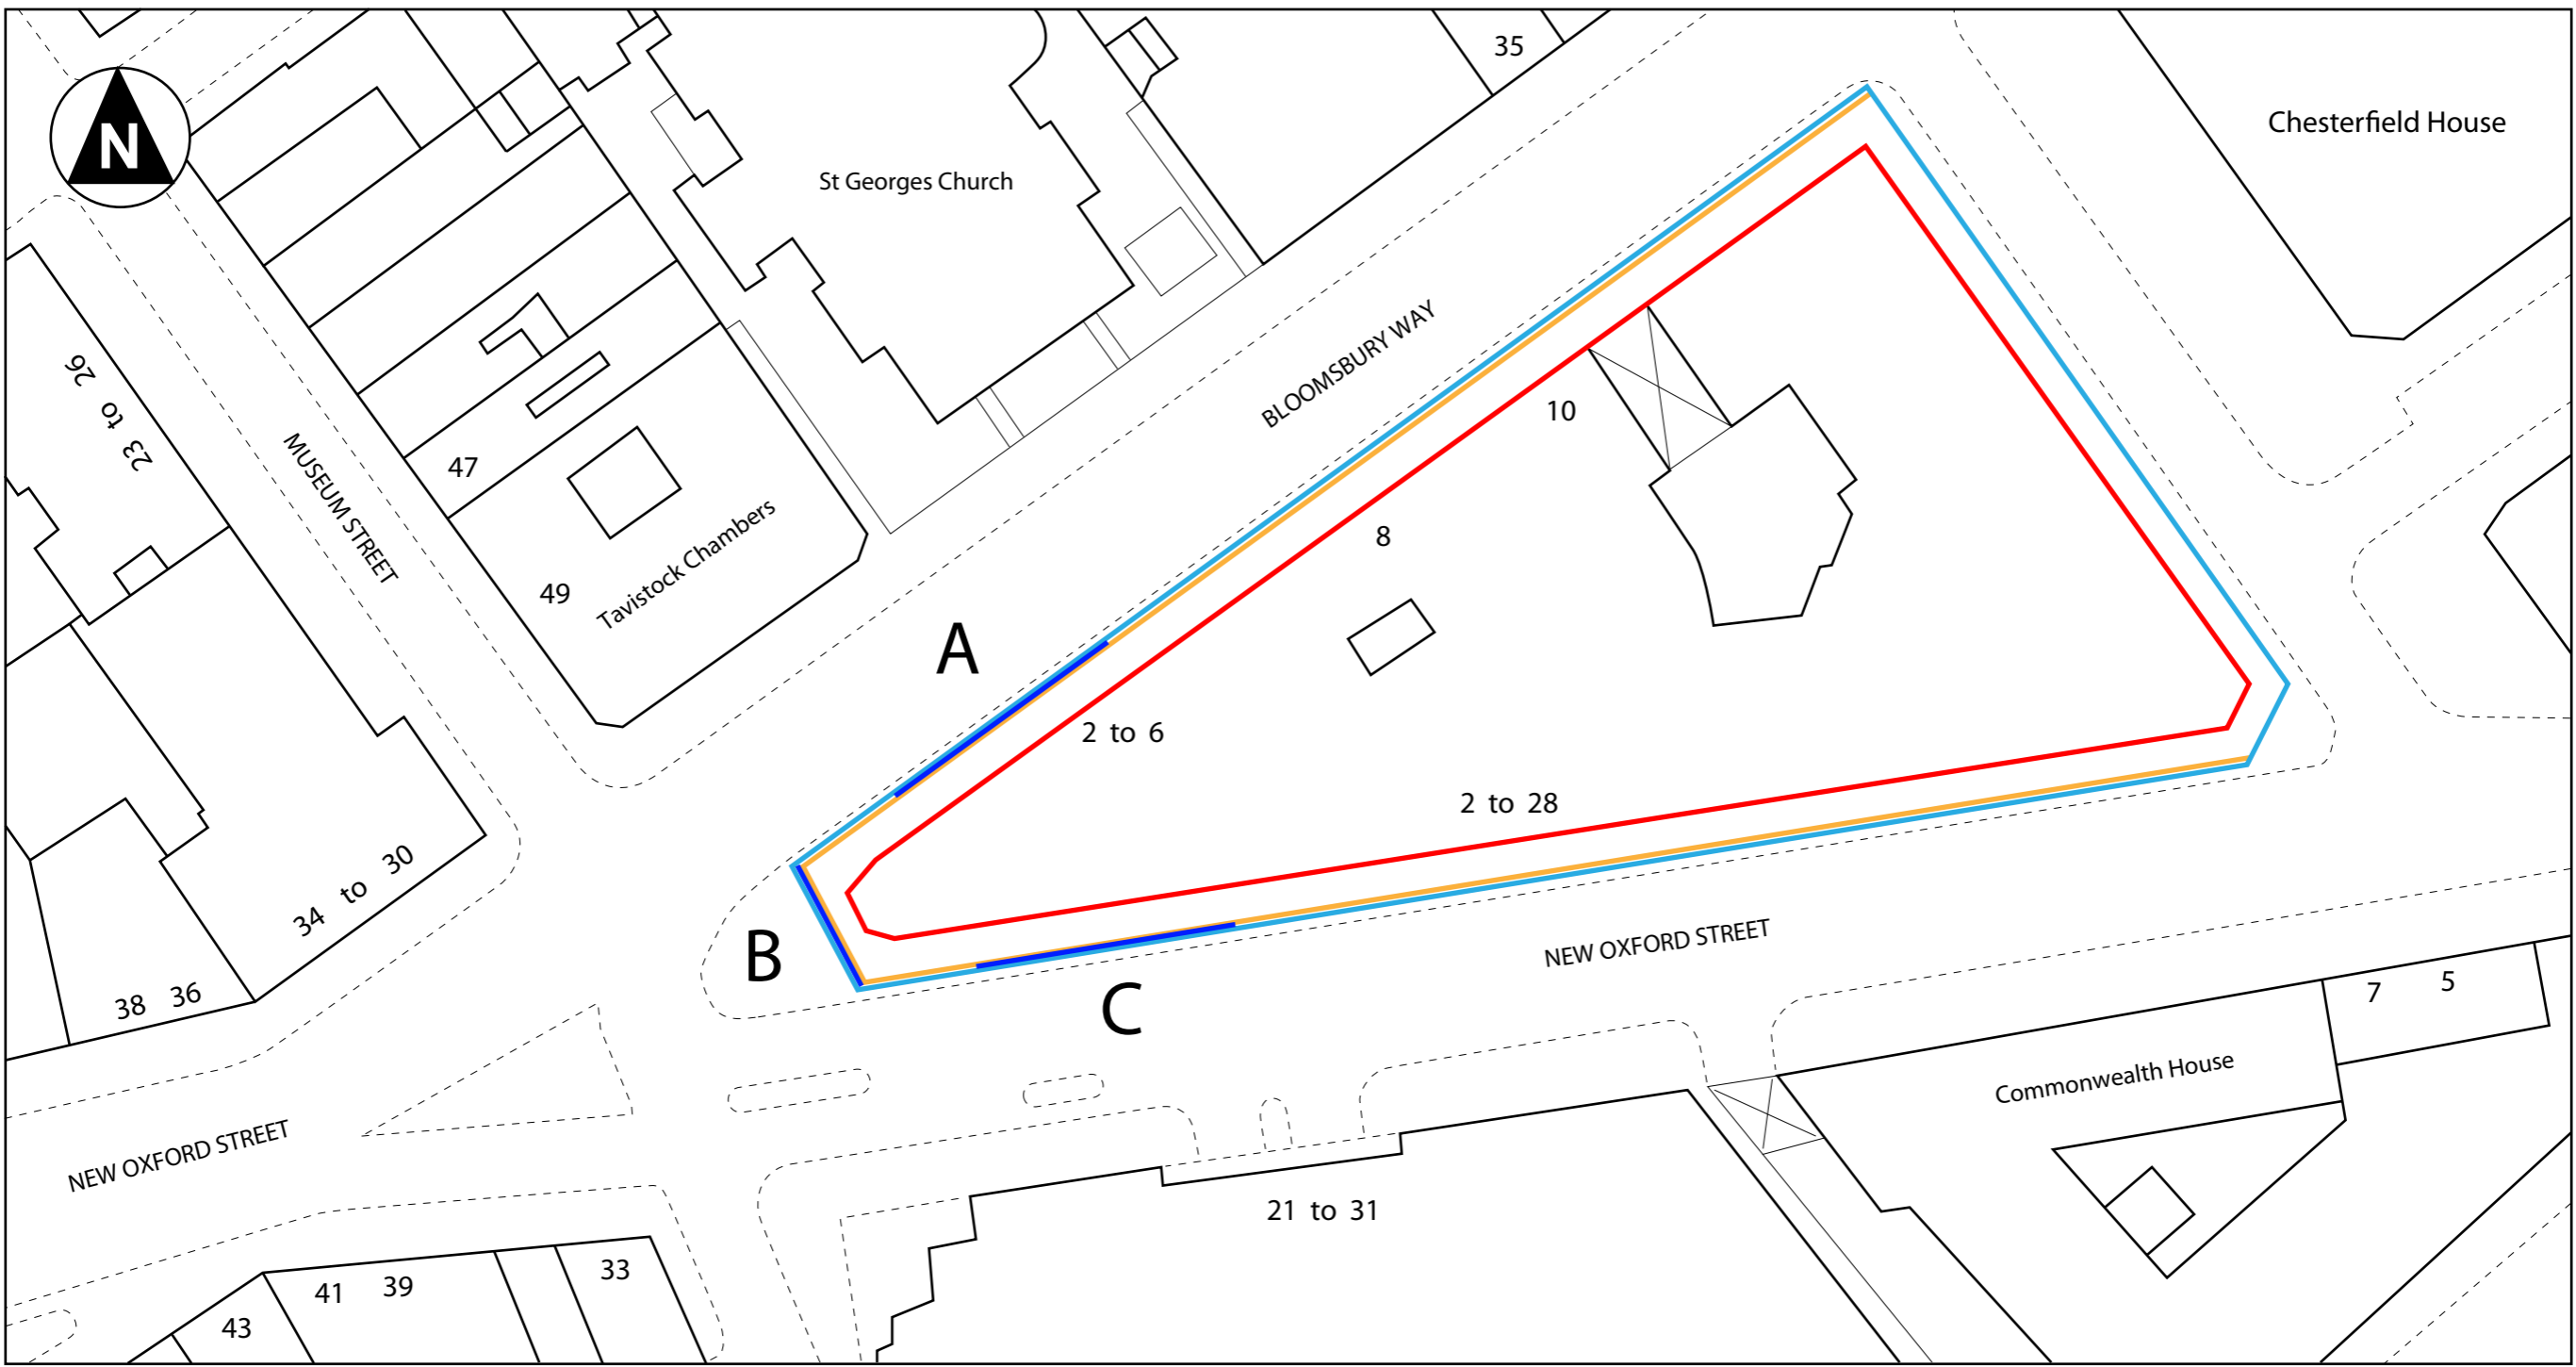 35
Chesterfield House
N
St Georges Church
BLOOMSBURY WAY
26 to 23
MUSEUM STREET
10
47
8
Tavistock Chambers
49
A
2 to 6
2 to 28
34 to 30
B
NEW OXFORD STREET
38 36
C
7 5
Commonwealth House
NEW OXFORD STREET
21 to 31
33
41 39
43